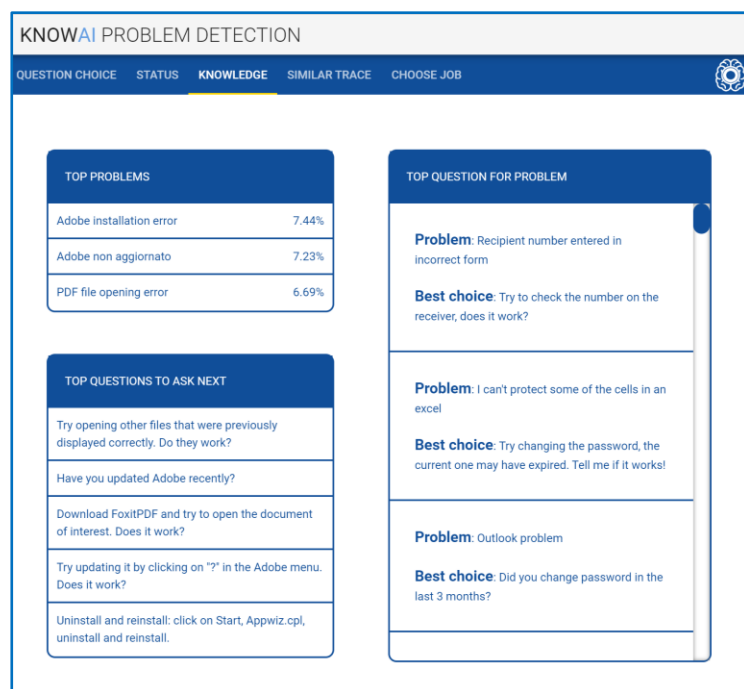 KNOWAI PROBLEM DETECTION
QUESTION CHOICE STATUS KNOWLEDGE SIMILAR TRACE CHOOSE JOB
TOP PROBLEMS
Adobe installation error 7.44%
Adobe non aggiornato 7.23%
PDF file opening error 6.69%
TOP QUESTIONS TO ASK NEXT
Try opening other files that were previously
displayed correctly. Do they work?
Have you updated Adobe recently?
Download FoxitPDF and try to open the document
of interest. Does it work?
Try updating it by clicking on "?" in the Adobe menu.
Does it work?
Uninstall and reinstall: click on Start, Appwiz.cpl,
uninstall and reinstall.
TOP QUESTION FOR PROBLEM
Problem: Recipient number entered in
incorrect form
Best choice: Try to check the number on the
receiver, does it work?
Problem: I can't protect some of the cells in an
excel
Best choice: Try changing the password, the
current one may have expired. Tell me if it works!
Problem: Outlook problem
Best choice: Did you change password in the
last 3 months?